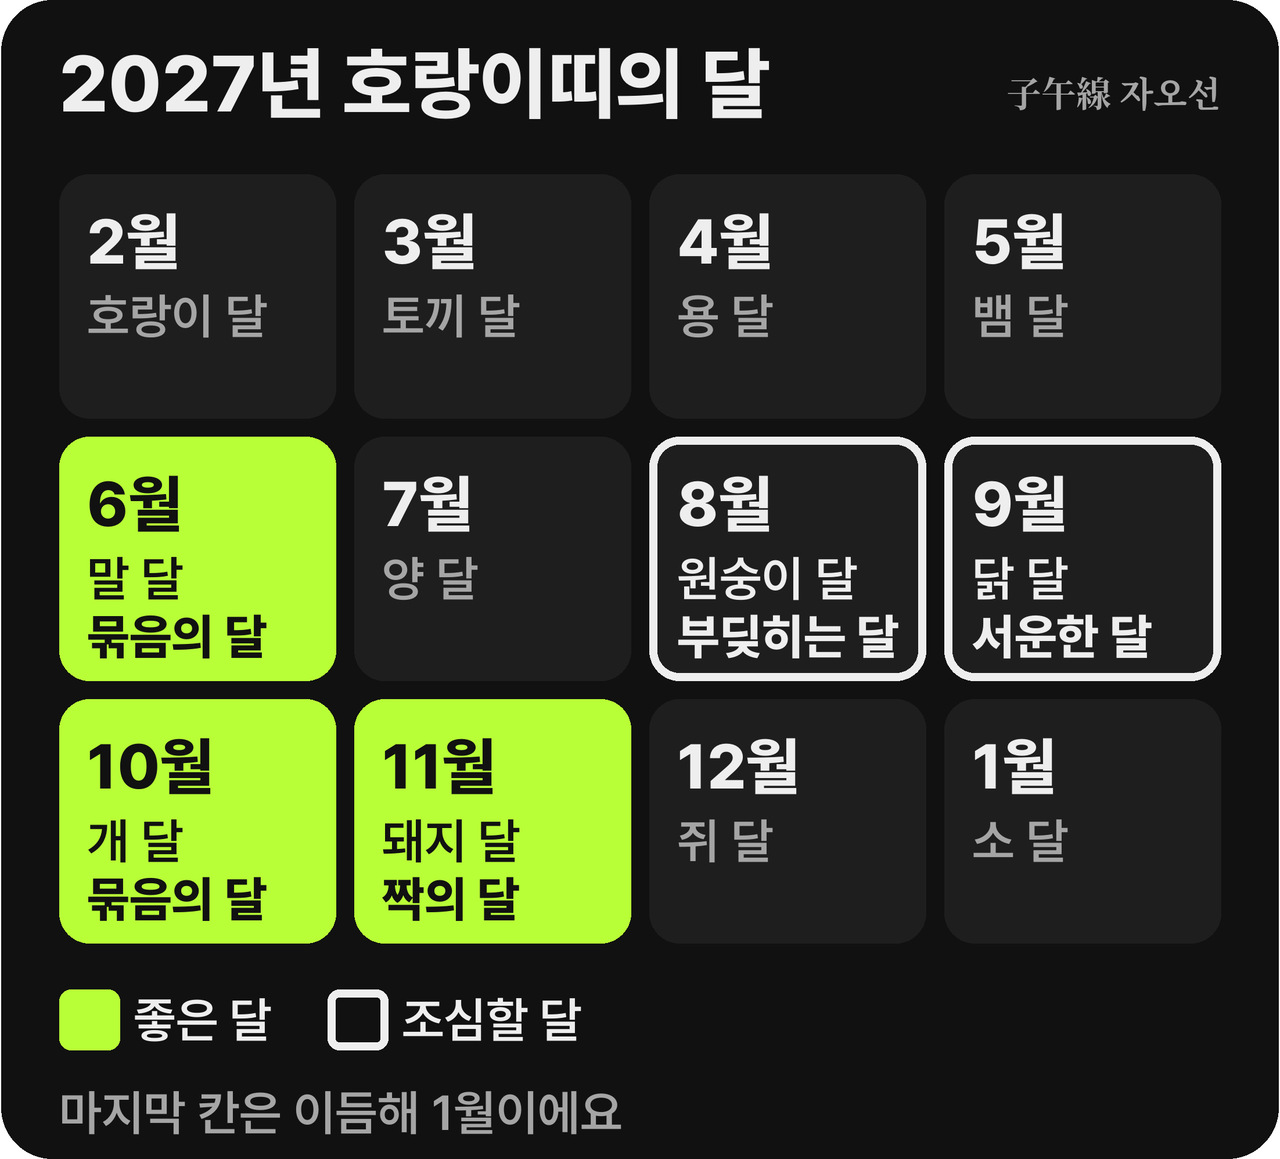 2027년 호랑이띠의 달
子午線 자오선
2월
호랑이 달
3월
토끼 달
4월
용 달
5월
뱀 달
6월
말 달
묶음의 달
7월
양 달
8월
원숭이 달
부딪히는 달
9월
닭 달
서운한 달
10월
개 달
묶음의 달
11월
돼지 달
짝의 달
12월
쥐 달
1월
소 달
좋은 달
조심할 달
마지막 칸은 이듬해 1월이에요